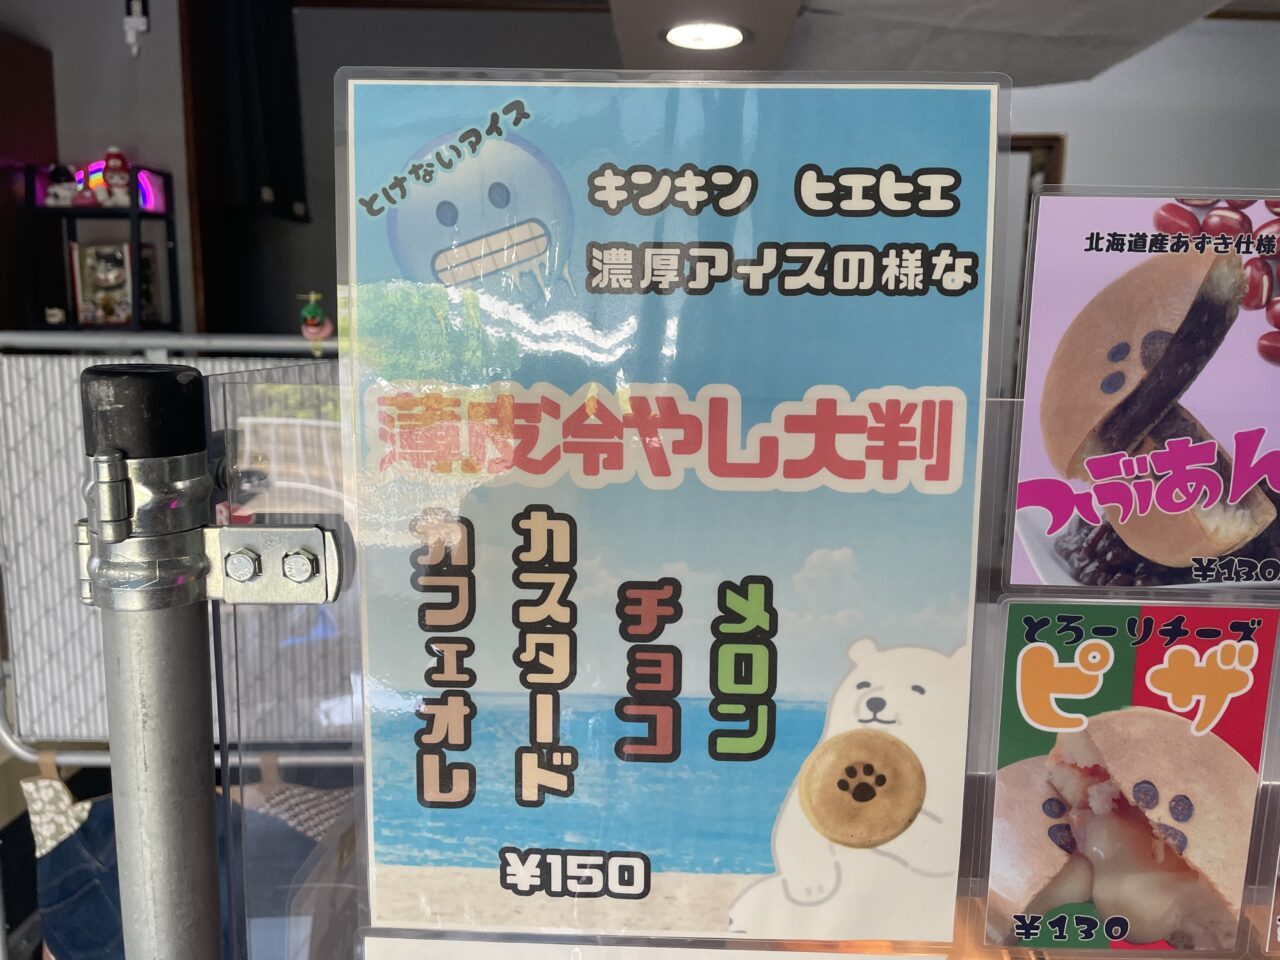 とけないアイス
キンキン ヒエヒエ
濃厚アイスの様な
薄皮冷やし大判
メロン
チョコ
カスタード
カフェオレ
¥150
北海道産あずき仕様
つぶあん
¥130
とろーりチーズ
ピザ
¥130